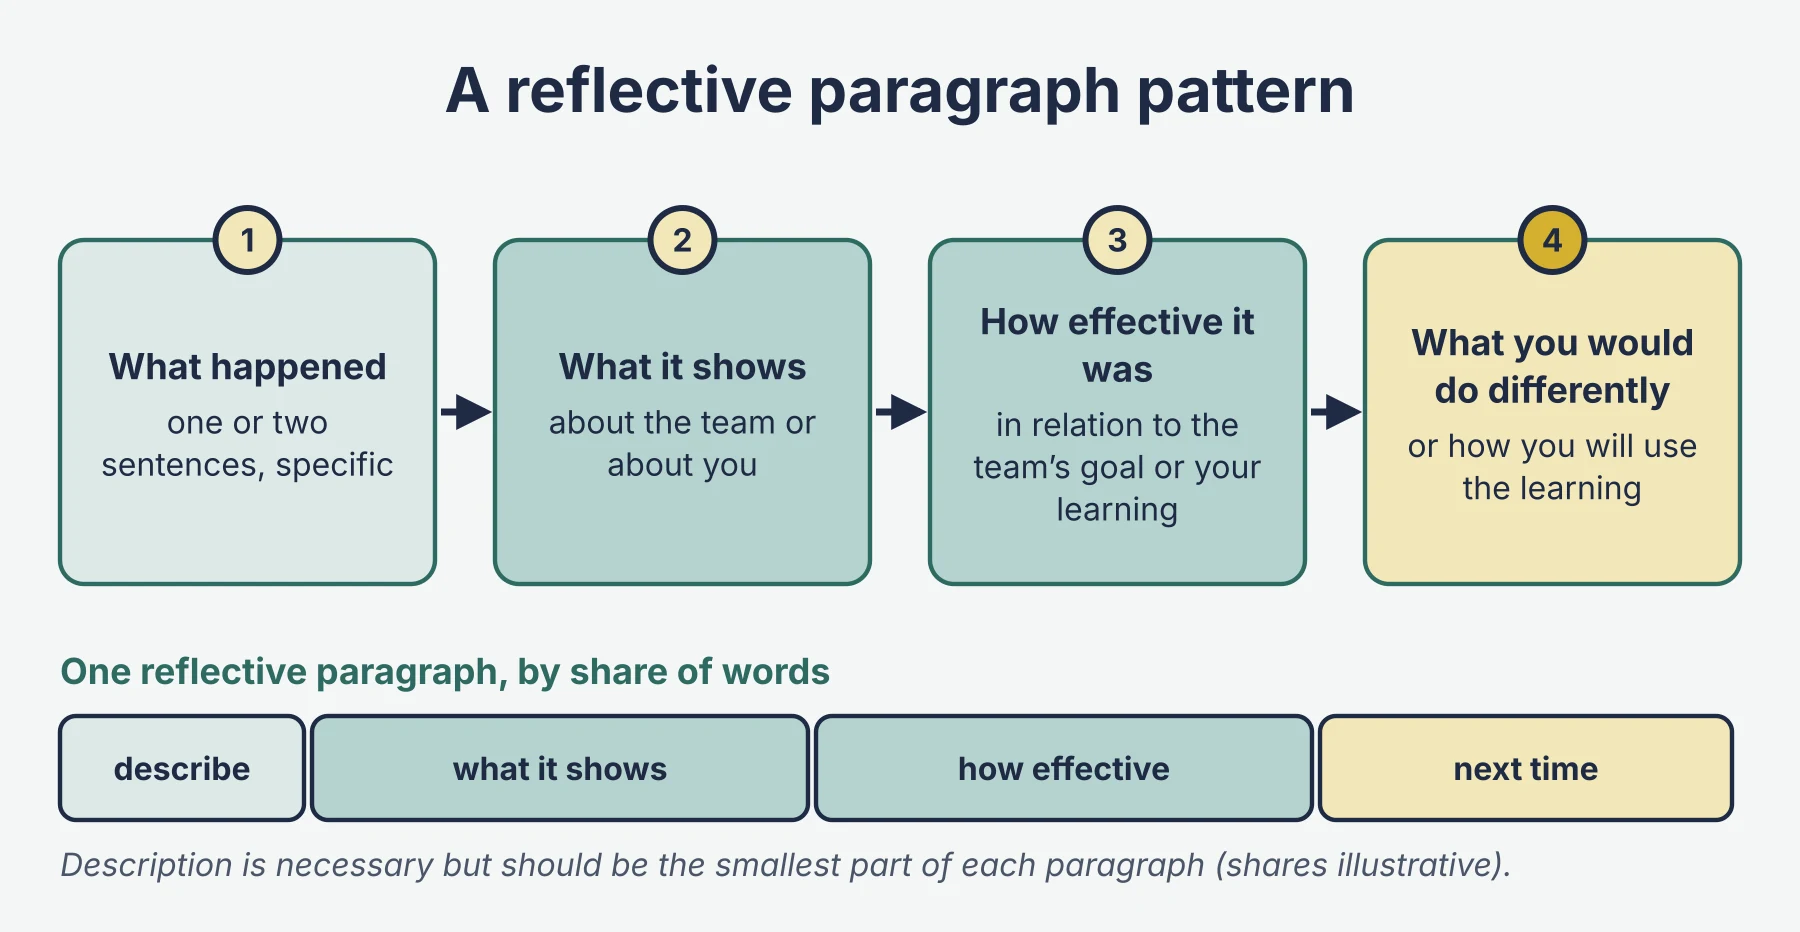 A reflective paragraph pattern
1
What happened
one or two
sentences, specific
2
What it shows
about the team or
about you
3
How effective it
was
in relation to the
team’s goal or your
learning
4
What you would
do differently
or how you will use
the learning
One reflective paragraph, by share of words
describe
what it shows
how effective
next time
Description is necessary but should be the smallest part of each paragraph (shares illustrative).